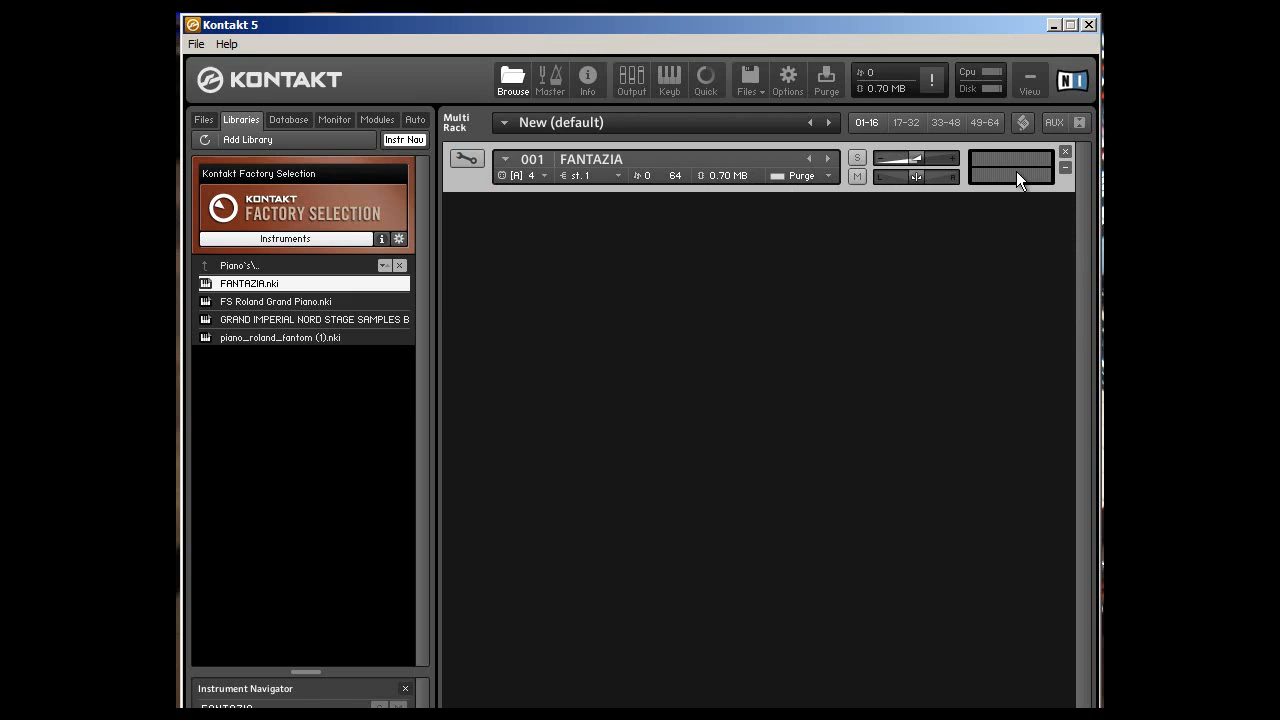 Kontakt 5
File Help
KONTAKT
Browse Master Info Output Keyb Quick Files Options Purge
0
0.70 MB
!
Cpu
Disk
View
NI
Files Libraries Database Monitor Modules Auto
Add Library
Instr Nav
Kontakt Factory Selection
KONTAKT
FACTORY SELECTION
Instruments
i
Piano's\..
FANTAZIA.nki
FS Roland Grand Piano.nki
GRAND IMPERIAL NORD STAGE SAMPLES B
piano_roland_fantom (1).nki
Instrument Navigator
FANTAZIA
Multi
Rack
New (default)
01-16 17-32 33-48 49-64
AUX
001 FANTAZIA
[A] 4 st. 1 0 64 0.70 MB Purge
S
M
L R